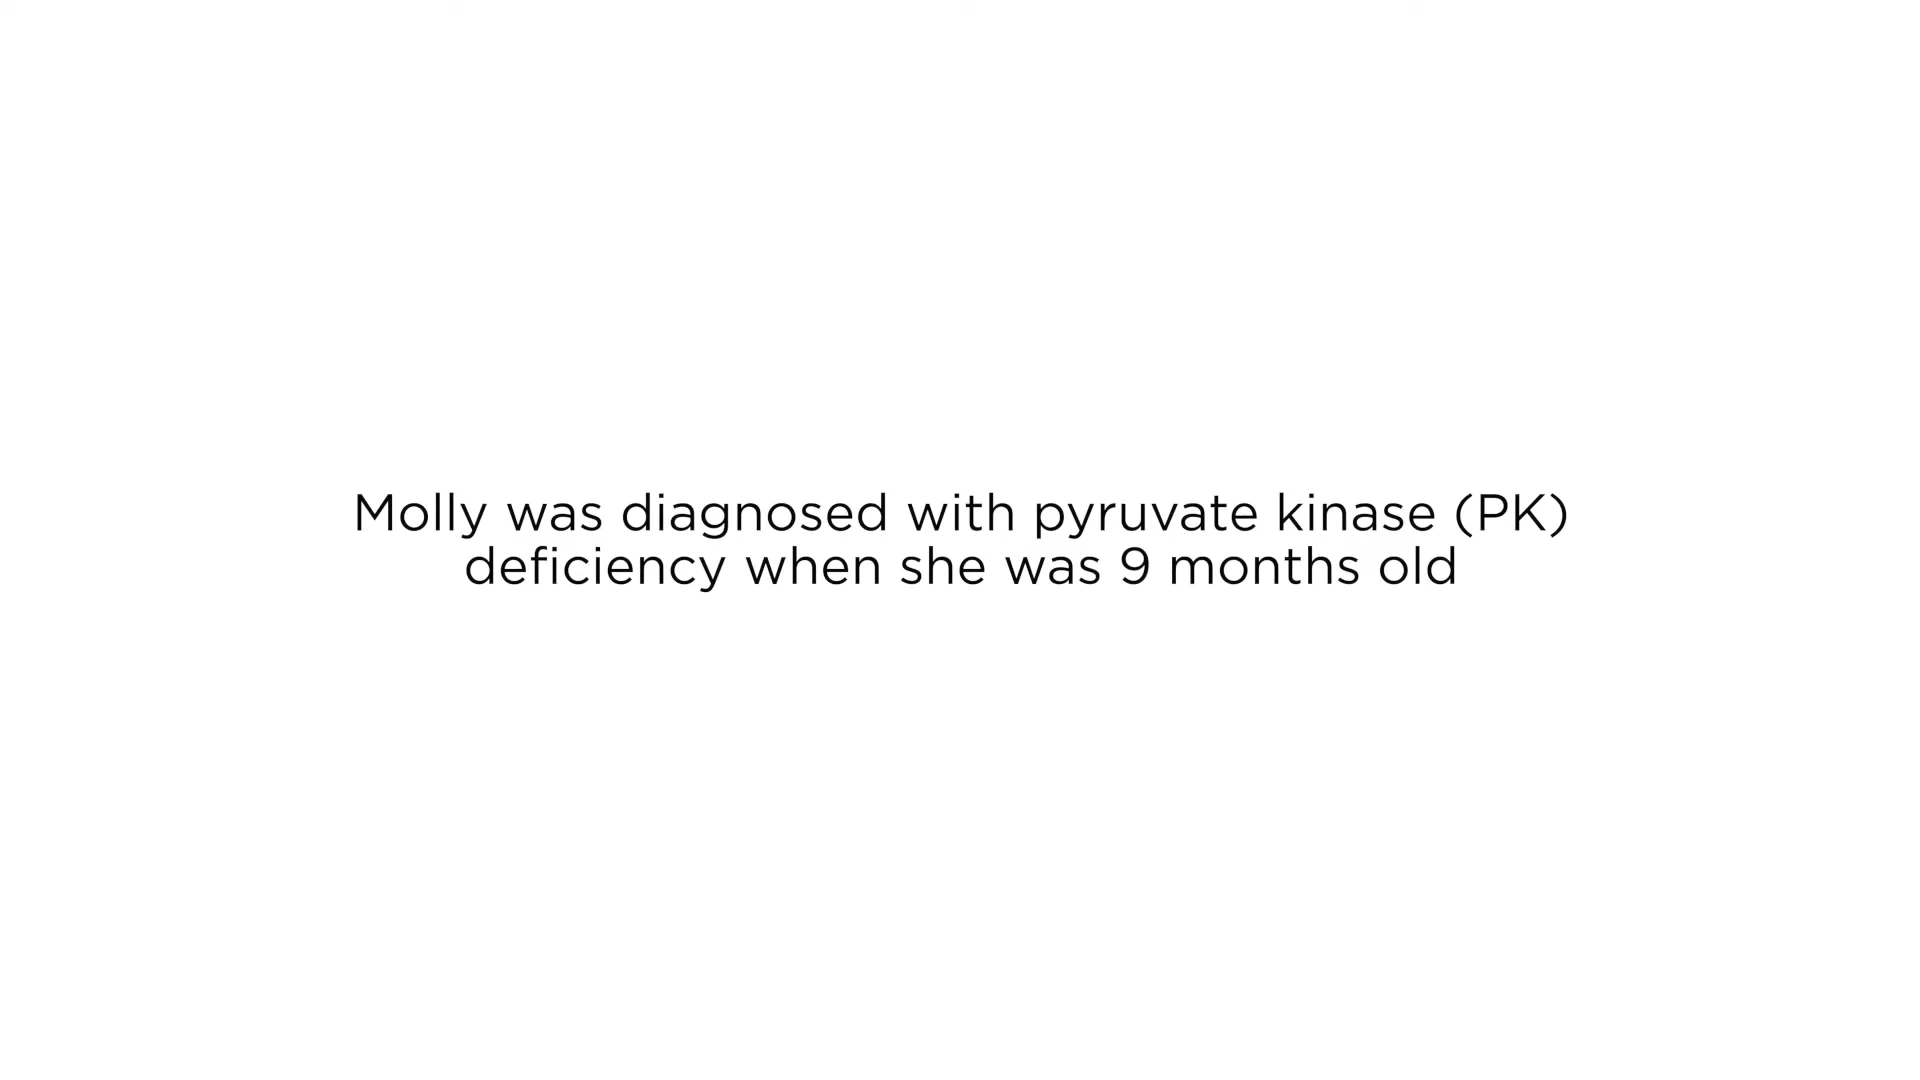 Molly was diagnosed with pyruvate kinase (PK)
deficiency when she was 9 months old